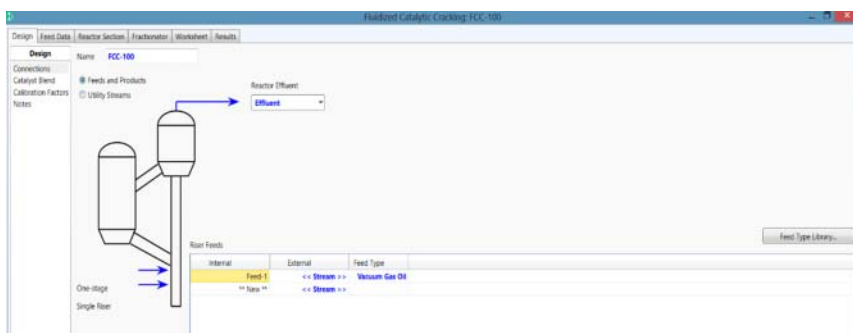 Fluidized Catalytic Cracking: FCC-100
Design Feed Data Reactor Section Fractionator Worksheet Results
Design
Connections
Catalyst Blend
Calibration Factors
Notes
Name FCC-100
Feeds and Products
Utility Streams
Reactor Effluent
Effluent
Feed Type Library...
Riser Feeds
Internal External Feed Type
Feed-1 << Stream >> Vacuum Gas Oil
** New ** << Stream >>
One-stage
Single Riser